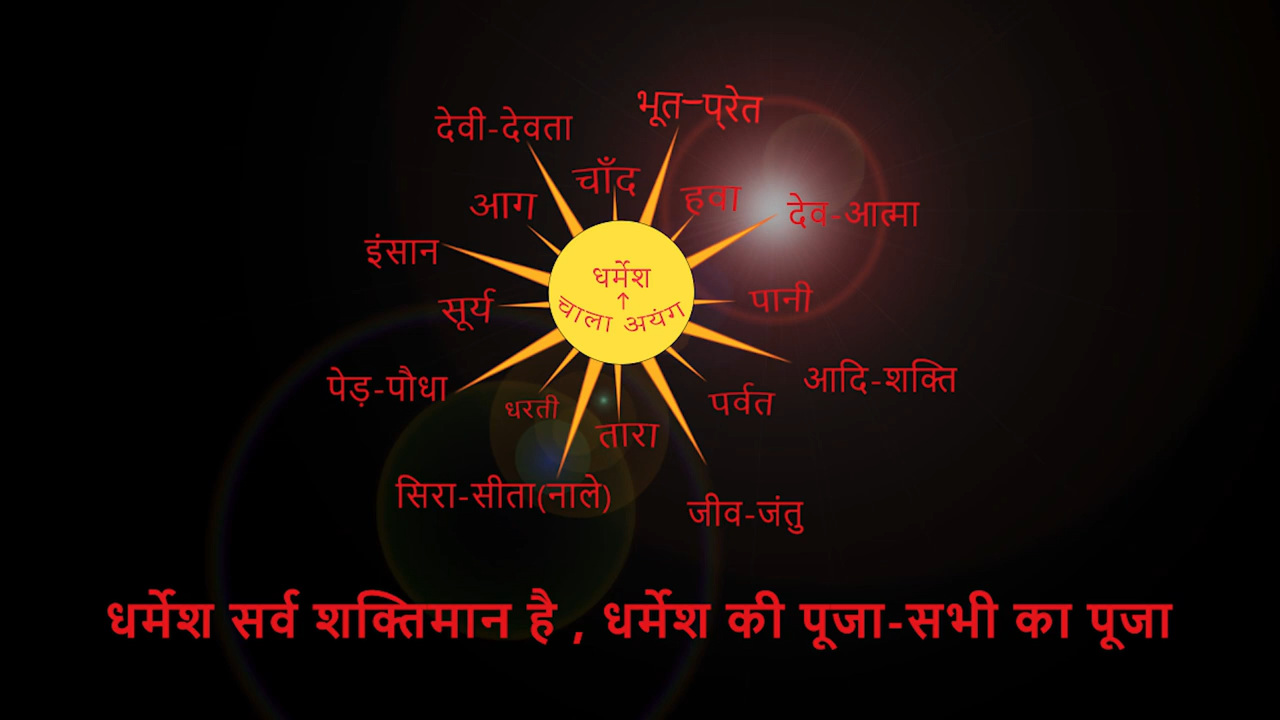 भूत-प्रेत
देवी-देवता
चाँद
हवा
आग
देव-आत्मा
इंसान
धर्मेश
↑
चाला अयंग
सूर्य
पानी
पेड़-पौधा
आदि-शक्ति
धरती
पर्वत
तारा
सिरा-सीता(नाले)
जीव-जंतु
धर्मेश सर्व शक्तिमान है , धर्मेश की पूजा-सभी का पूजा